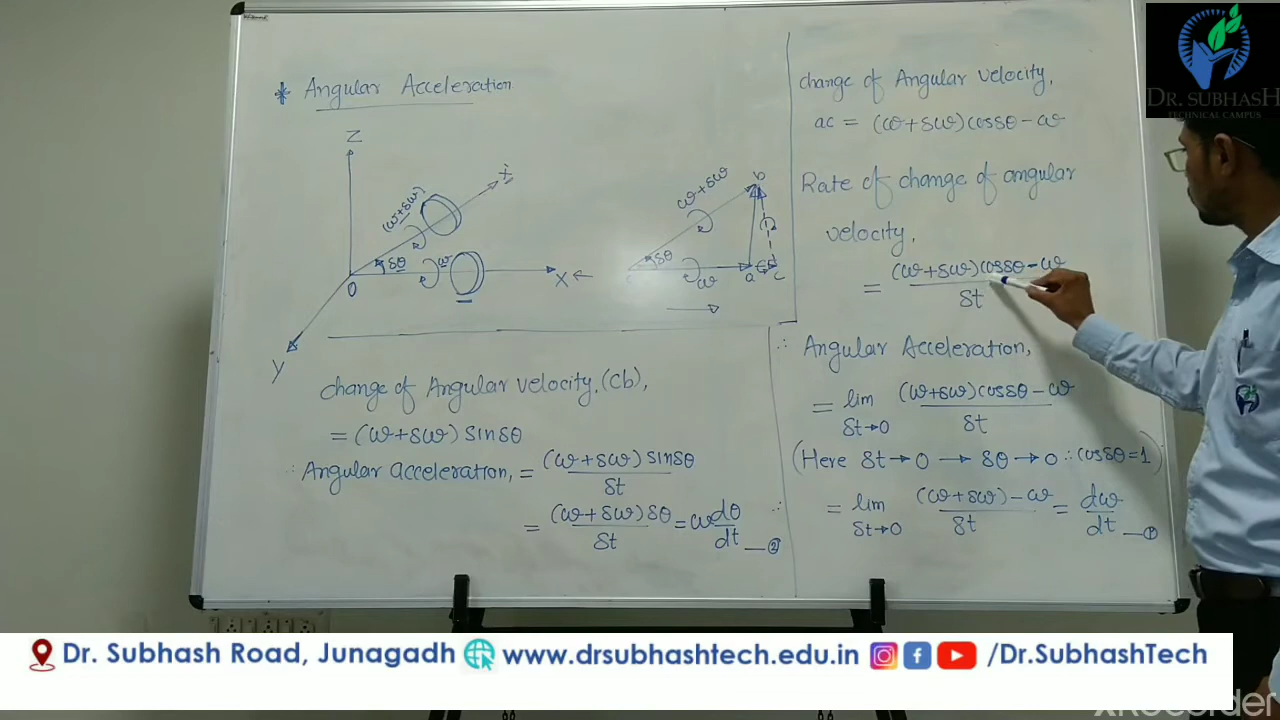 * Angular Acceleration
Z
(ω+δω)
δθ
ω
O
X
Y
ω+δω
b
δθ
ω
a
c
change of Angular velocity,
ac = (ω+δω)cosδθ-ω
Rate of change of angular
velocity,
= (ω+δω)cosδθ-ω
δt
∴ Angular Acceleration,
= lim (ω+δω)cosδθ-ω
δt→0 δt
(Here δt→0 → δθ→0 ∴cosδθ=1)
∴ = lim (ω+δω)-ω = dω
δt→0 δt dt —①
change of Angular velocity,(cb),
= (ω+δω) sinδθ
∴ Angular acceleration, = (ω+δω) sinδθ
δt
= (ω+δω)δθ = ω dθ
δt dt —②
DR. SUBHASH
TECHNICAL CAMPUS
Dr. Subhash Road, Junagadh www.drsubhashtech.edu.in /Dr.SubhashTech